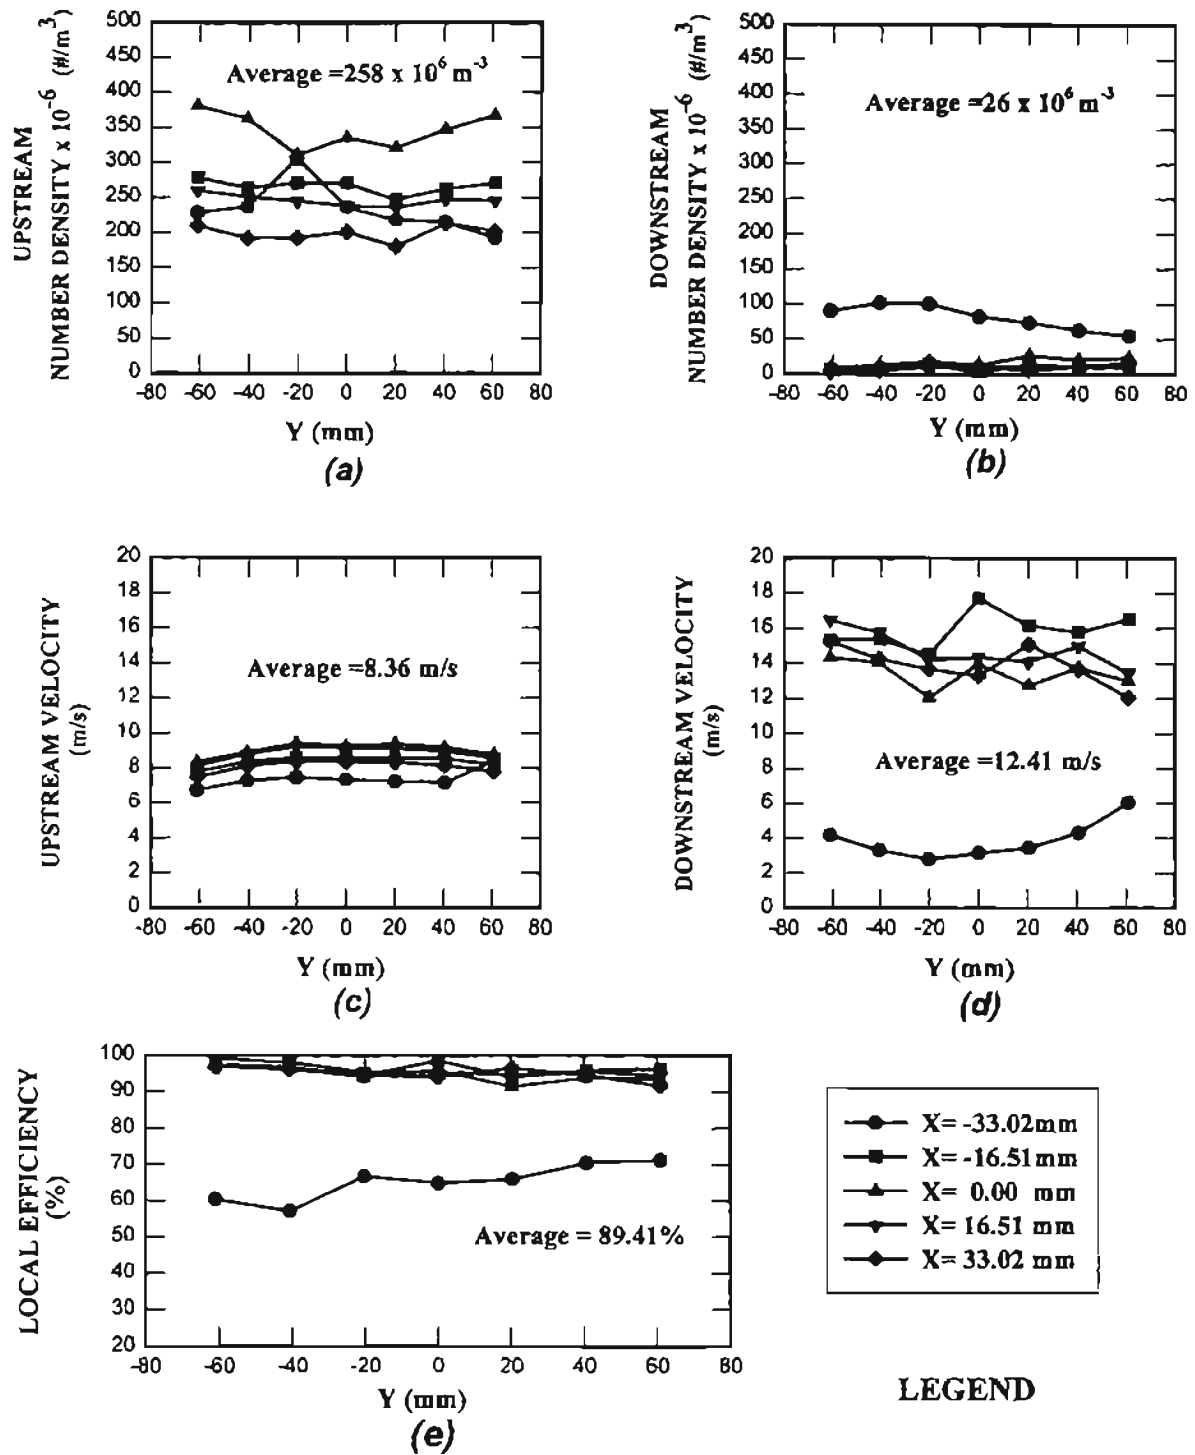 UPSTREAM
NUMBER DENSITY x 10^-6 (#/m^3)
500
450
400
350
300
250
200
150
100
50
0
Average =258 x 10^6 m^-3
-80 -60 -40 -20 0 20 40 60 80
Y (mm)
(a)
DOWNSTREAM
NUMBER DENSITY x 10^-6 (#/m^3)
500
450
400
350
300
250
200
150
100
50
0
Average =26 x 10^6 m^-3
-80 -60 -40 -20 0 20 40 60 80
Y (mm)
(b)
UPSTREAM VELOCITY
(m/s)
20
18
16
14
12
10
8
6
4
2
0
Average =8.36 m/s
-80 -60 -40 -20 0 20 40 60 80
Y (mm)
(c)
DOWNSTREAM VELOCITY
(m/s)
20
18
16
14
12
10
8
6
4
2
0
Average =12.41 m/s
-80 -60 -40 -20 0 20 40 60 80
Y (mm)
(d)
LOCAL EFFICIENCY
(%)
100
90
80
70
60
50
40
30
20
Average = 89.41%
-80 -60 -40 -20 0 20 40 60 80
Y (mm)
(e)
X= -33.02mm
X= -16.51mm
X= 0.00 mm
X= 16.51 mm
X= 33.02 mm
LEGEND